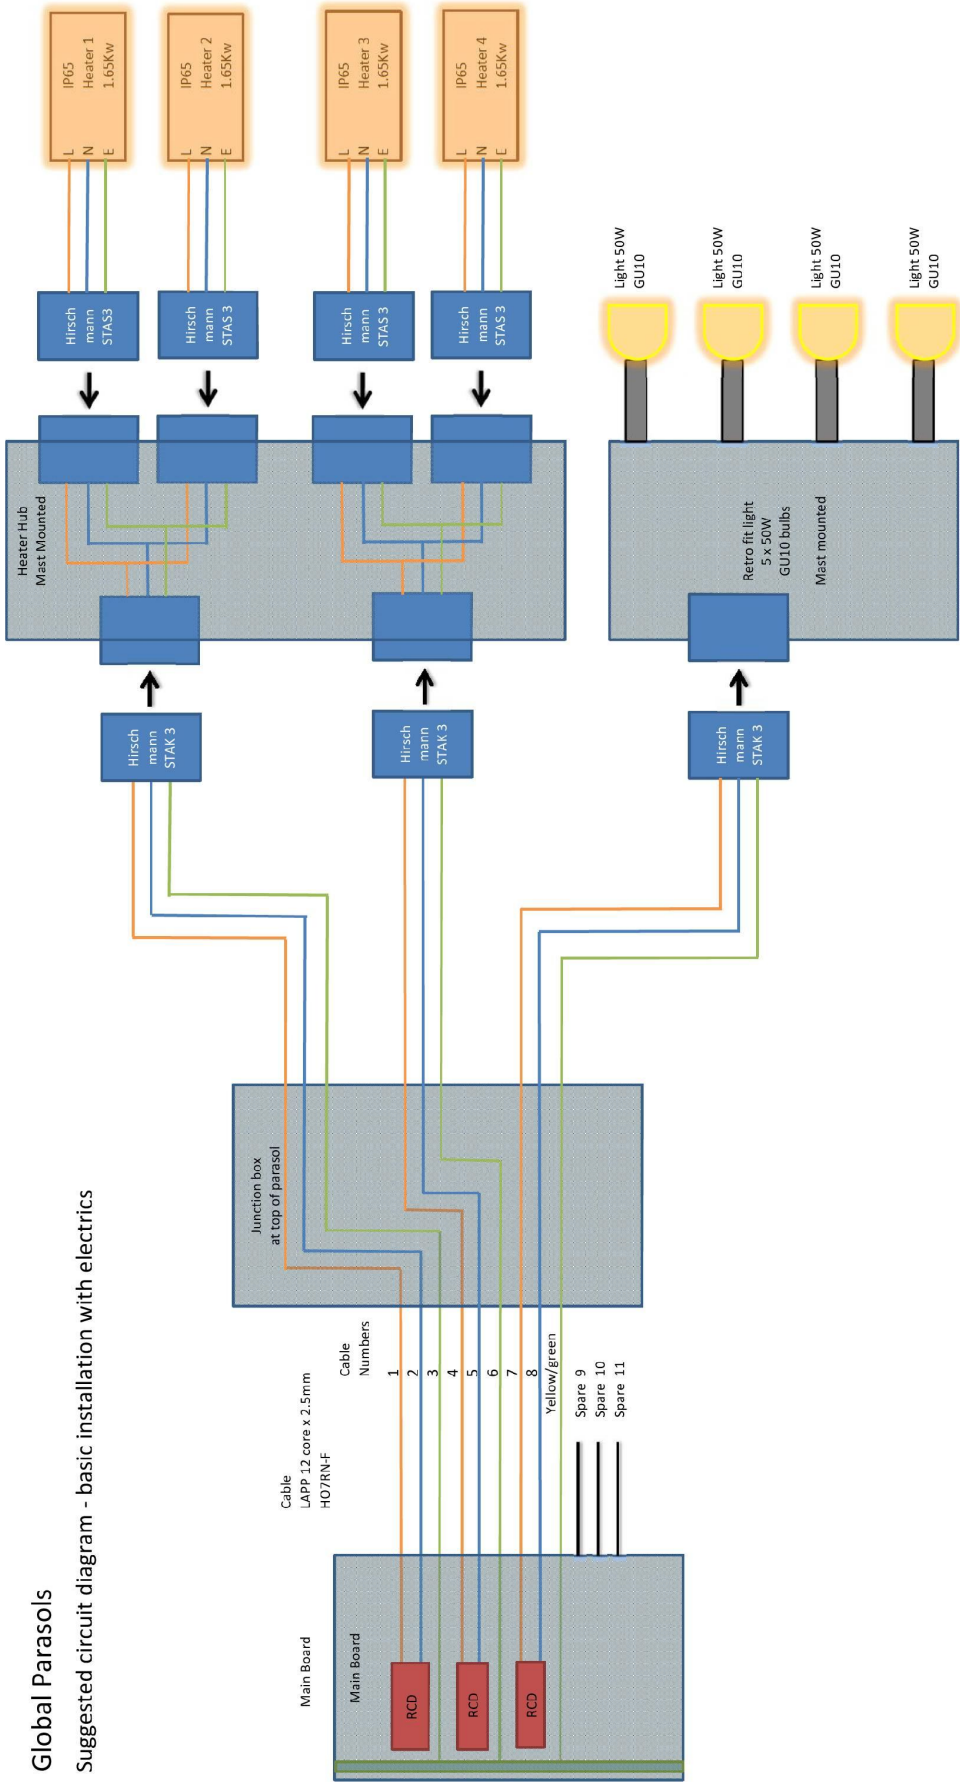 Global Parasols
Suggested circuit diagram - basic installation with electrics
Main Board
Main Board
RCD
RCD
RCD
Cable
LAPP 12 core x 2.5mm
HO7RN-F
Cable
Numbers
1
2
3
4
5
6
7
8
Yellow/green
Spare 9
Spare 10
Spare 11
Junction box
at top of parasol
Hirsch
mann
STAK 3
Hirsch
mann
STAK 3
Hirsch
mann
STAK 3
Heater Hub
Mast Mounted
Retro fit light
5 x 50W
GU10 bulbs
Mast mounted
Hirsch
mann
STAS3
Hirsch
mann
STAS 3
Hirsch
mann
STAS 3
Hirsch
mann
STAS 3
L
N
E
IP65
Heater 1
1.65Kw
L
N
E
IP65
Heater 2
1.65Kw
L
N
E
IP65
Heater 3
1.65Kw
L
N
E
IP65
Heater 4
1.65Kw
Light 50W
GU10
Light 50W
GU10
Light 50W
GU10
Light 50W
GU10